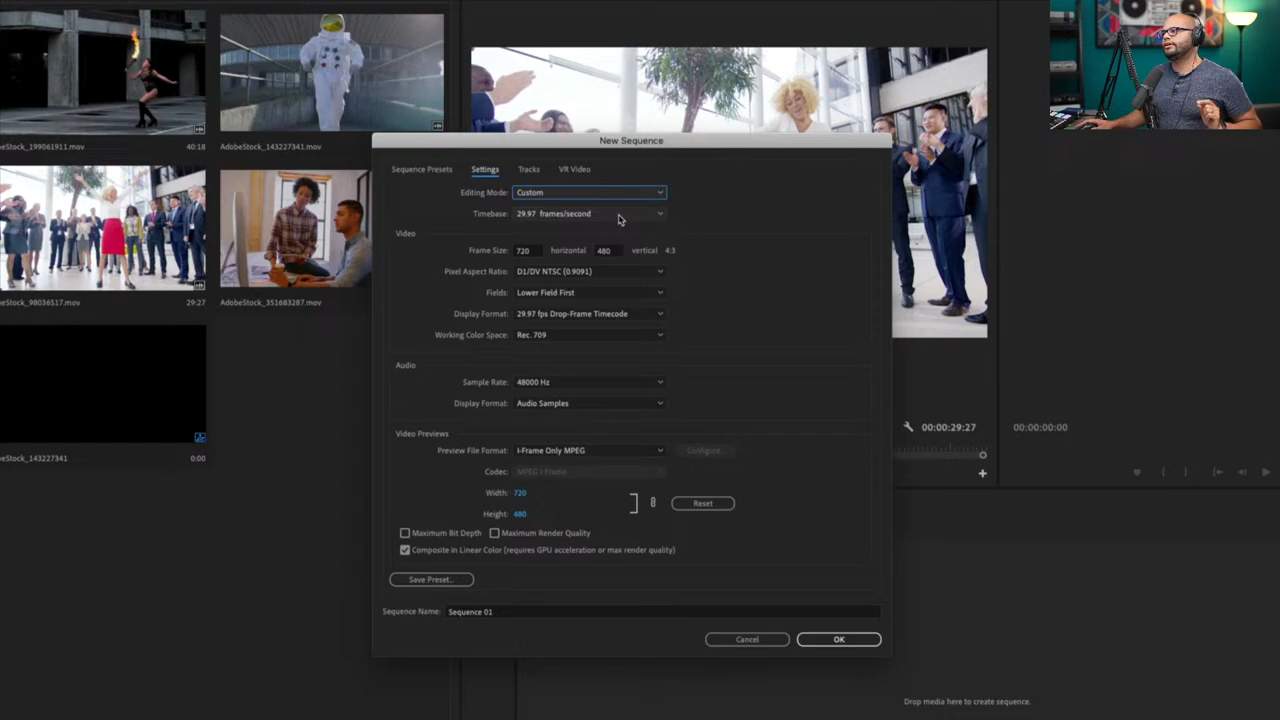 New Sequence
Sequence Presets Settings Tracks VR Video
Editing Mode: Custom
Timebase: 29.97 frames/second
Video
Frame Size: 720 horizontal 480 vertical 4:3
Pixel Aspect Ratio: D1/DV NTSC (0.9091)
Fields: Lower Field First
Display Format: 29.97 fps Drop-Frame Timecode
Working Color Space: Rec. 709
Audio
Sample Rate: 48000 Hz
Display Format: Audio Samples
Video Previews
Preview File Format: I-Frame Only MPEG Configure...
Codec: MPEG I-Frame
Width: 720
Height: 480
Reset
Maximum Bit Depth Maximum Render Quality
Composite in Linear Color (requires GPU acceleration or max render quality)
Save Preset...
Sequence Name: Sequence 01
Cancel OK
beStock_199061911.mov 40:18 AdobeStock_143227341.mov
beStock_98036517.mov 29:27 AdobeStock_351683287.mov
beStock_143227341 0:00
00:00:29:27 00:00:00:00
Drop media here to create sequence.